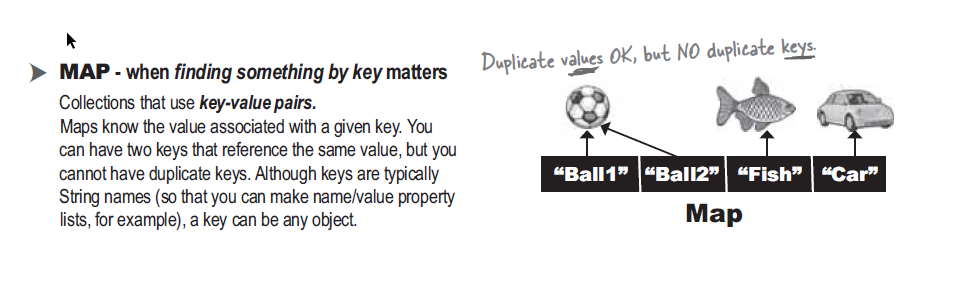 MAP - when finding something by key matters
Collections that use key-value pairs.
Maps know the value associated with a given key. You
can have two keys that reference the same value, but you
cannot have duplicate keys. Although keys are typically
String names (so that you can make name/value property
lists, for example), a key can be any object.
Duplicate values OK, but NO duplicate keys.
“Ball1” “Ball2” “Fish” “Car”
Map